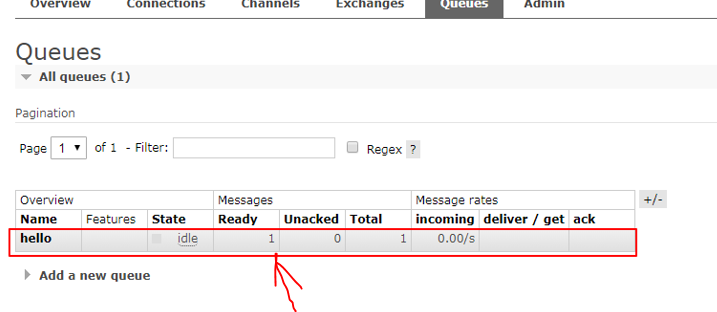 Overview Connections Channels Exchanges Queues Admin
Queues
All queues (1)
Pagination
Page 1 of 1 - Filter: Regex ?
Overview Messages Message rates +/-
Name Features State Ready Unacked Total incoming deliver / get ack
hello idle 1 0 1 0.00/s
Add a new queue